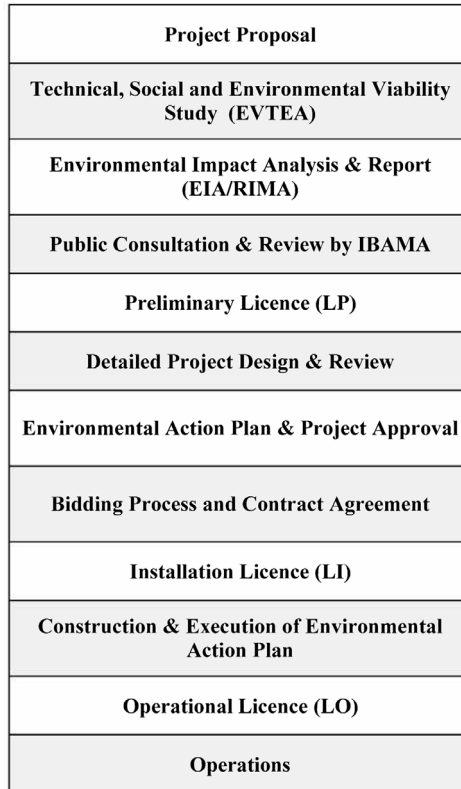 Project Proposal
Technical, Social and Environmental Viability
Study (EVTEA)
Environmental Impact Analysis & Report
(EIA/RIMA)
Public Consultation & Review by IBAMA
Preliminary Licence (LP)
Detailed Project Design & Review
Environmental Action Plan & Project Approval
Bidding Process and Contract Agreement
Installation Licence (LI)
Construction & Execution of Environmental
Action Plan
Operational Licence (LO)
Operations